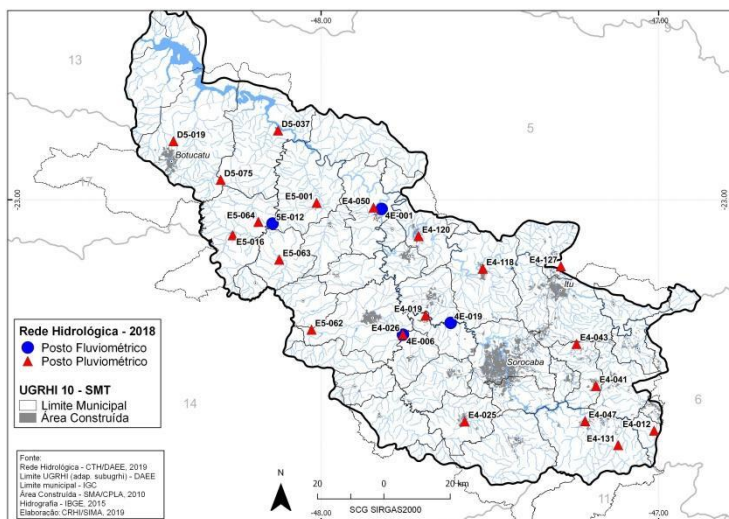 -48.00
-47.00
13
5
D5-037
D5-019
Botucatu
D5-075
-23.00
-23.00
E5-001
E4-050
4E-001
E5-064
5E-012
E4-120
E5-016
E5-063
E4-118
E4-127
Itu
E4-019
4E-019
E5-062
E4-026
4E-006
E4-043
Sorocaba
E4-041
14
6
E4-025
E4-047
E4-012
E4-131
11
Rede Hidrológica - 2018
Posto Fluviométrico
Posto Pluviométrico
UGRHI 10 - SMT
Limite Municipal
Área Construída
Fonte:
Rede Hidrológica - CTH/DAEE, 2019
Limite UGRHI (adap. subugrhi) - DAEE
Limite municipal - IGC
Área Construída - SMA/CPLA, 2010
Hidrografia - IBGE, 2015
Elaboração: CRHI/SIMA, 2019
N
20 10 0 20 km
SCG SIRGAS2000
-48.00
-47.00